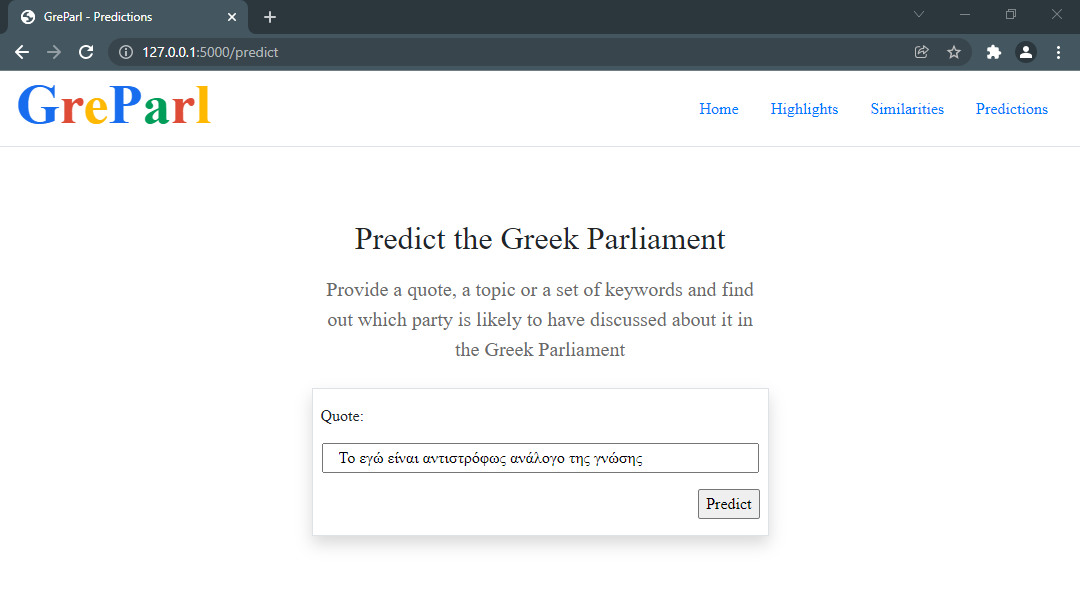 GreParl - Predictions
127.0.0.1:5000/predict
GreParl
Home Highlights Similarities Predictions
Predict the Greek Parliament
Provide a quote, a topic or a set of keywords and find
out which party is likely to have discussed about it in
the Greek Parliament
Quote:
Το εγώ είναι αντιστρόφως ανάλογο της γνώσης
Predict